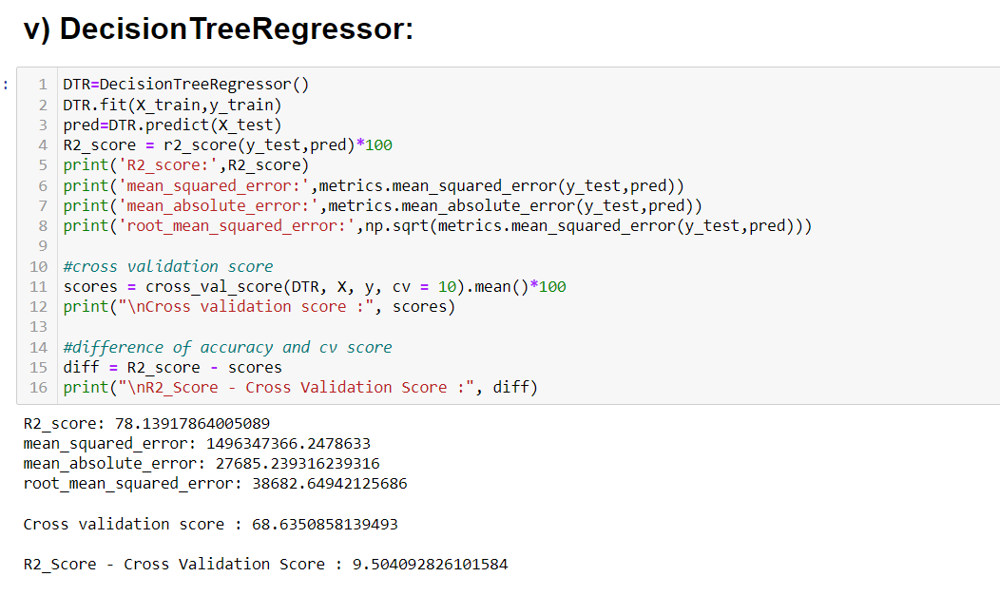 v) DecisionTreeRegressor:
:
1 DTR=DecisionTreeRegressor()
2 DTR.fit(X_train,y_train)
3 pred=DTR.predict(X_test)
4 R2_score = r2_score(y_test,pred)*100
5 print('R2_score:',R2_score)
6 print('mean_squared_error:',metrics.mean_squared_error(y_test,pred))
7 print('mean_absolute_error:',metrics.mean_absolute_error(y_test,pred))
8 print('root_mean_squared_error:',np.sqrt(metrics.mean_squared_error(y_test,pred)))
9
10 #cross validation score
11 scores = cross_val_score(DTR, X, y, cv = 10).mean()*100
12 print("\nCross validation score :", scores)
13
14 #difference of accuracy and cv score
15 diff = R2_score - scores
16 print("\nR2_Score - Cross Validation Score :", diff)
R2_score: 78.13917864005089
mean_squared_error: 1496347366.2478633
mean_absolute_error: 27685.239316239316
root_mean_squared_error: 38682.64942125686
Cross validation score : 68.6350858139493
R2_Score - Cross Validation Score : 9.504092826101584